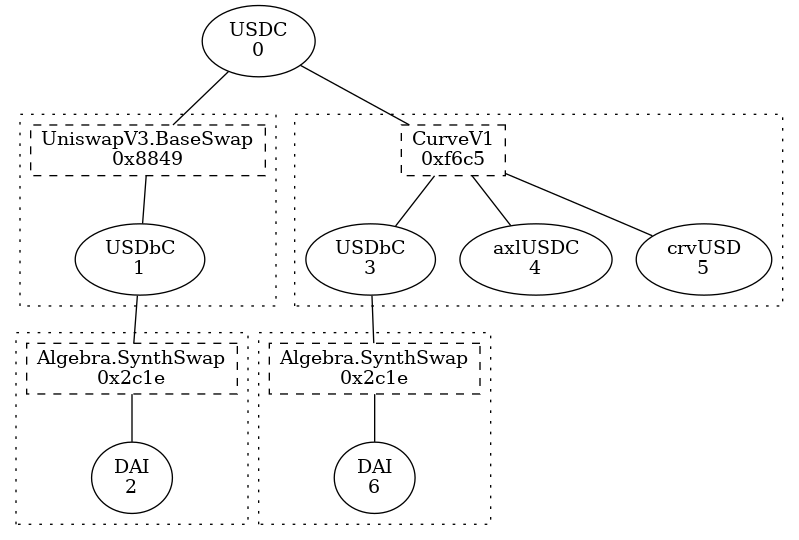 USDC
0
UniswapV3.BaseSwap
0x8849
CurveV1
0xf6c5
USDbC
1
USDbC
3
axlUSDC
4
crvUSD
5
Algebra.SynthSwap
0x2c1e
Algebra.SynthSwap
0x2c1e
DAI
2
DAI
6